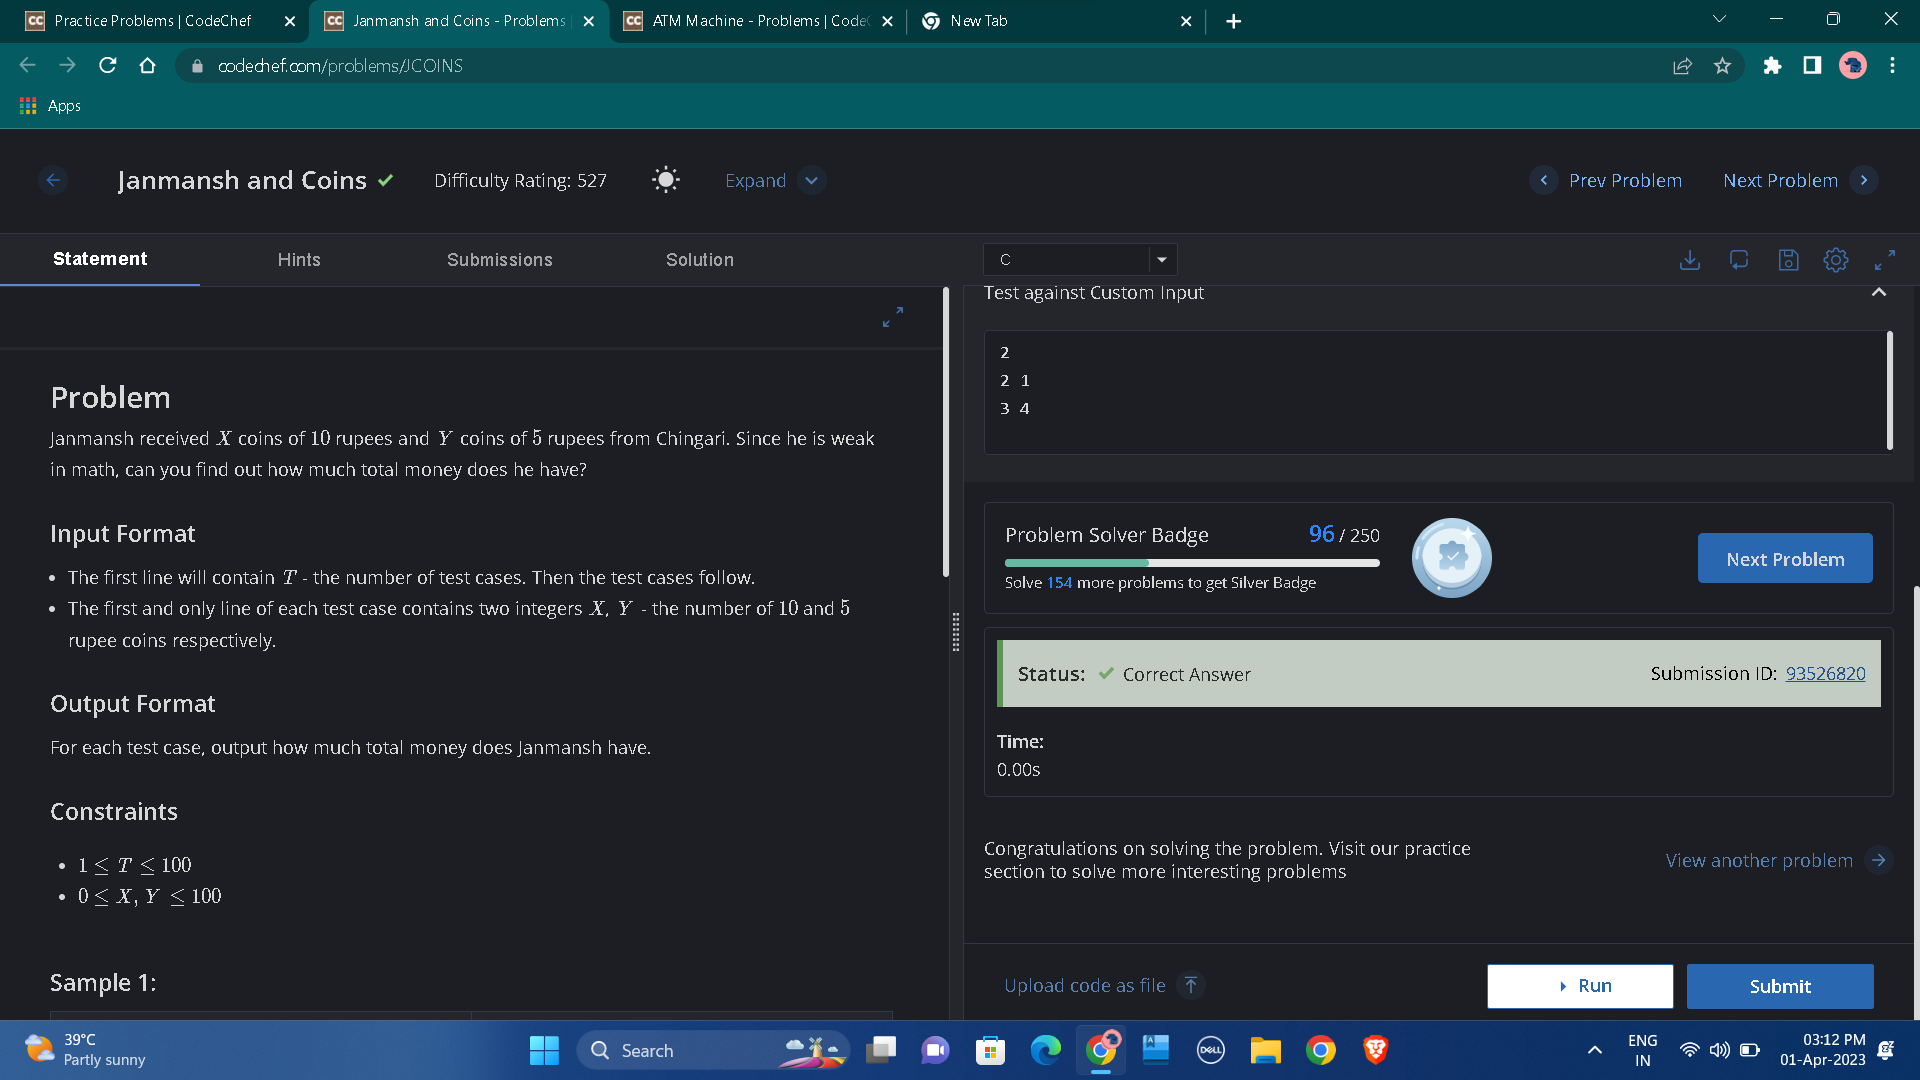 Practice Problems | CodeChef
Janmansh and Coins - Problems
ATM Machine - Problems | CodeC
New Tab
codechef.com/problems/JCOINS
Apps
Janmansh and Coins
Difficulty Rating: 527
Expand
Prev Problem
Next Problem
Statement
Hints
Submissions
Solution
Problem
Janmansh received X coins of 10 rupees and Y coins of 5 rupees from Chingari. Since he is weak
in math, can you find out how much total money does he have?
Input Format
• The first line will contain T - the number of test cases. Then the test cases follow.
• The first and only line of each test case contains two integers X, Y - the number of 10 and 5
rupee coins respectively.
Output Format
For each test case, output how much total money does Janmansh have.
Constraints
• 1 ≤ T ≤ 100
• 0 ≤ X, Y ≤ 100
Sample 1:
C
Test against Custom Input
2
2 1
3 4
Problem Solver Badge
96 / 250
Solve 154 more problems to get Silver Badge
Next Problem
Status: Correct Answer
Submission ID: 93526820
Time:
0.00s
Congratulations on solving the problem. Visit our practice
section to solve more interesting problems
View another problem
Upload code as file
Run
Submit
39°C
Partly sunny
Search
DELL
ENG
IN
03:12 PM
01-Apr-2023